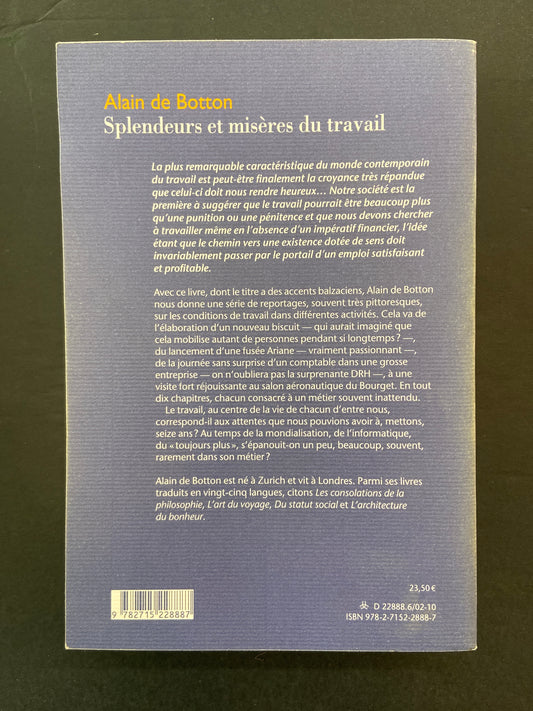 Alain de Botton
Splendeurs et misères du travail
La plus remarquable caractéristique du monde contemporain
du travail est peut-être finalement la croyance très répandue
que celui-ci doit nous rendre heureux… Notre société est la
première à suggérer que le travail pourrait être beaucoup plus
qu'une punition ou une pénitence et que nous devons chercher
à travailler même en l'absence d'un impératif financier, l'idée
étant que le chemin vers une existence dotée de sens doit
invariablement passer par le portail d'un emploi satisfaisant
et profitable.
Avec ce livre, dont le titre a des accents balzaciens, Alain de Botton
nous donne une série de reportages, souvent très pittoresques,
sur les conditions de travail dans différentes activités. Cela va de
l'élaboration d'un nouveau biscuit — qui aurait imaginé que
cela mobilise autant de personnes pendant si longtemps ? —,
du lancement d'une fusée Ariane — vraiment passionnant —,
de la journée sans surprise d'un comptable dans une grosse
entreprise — on n'oubliera pas la surprenante DRH —, à une
visite fort réjouissante au salon aéronautique du Bourget. En tout
dix chapitres, chacun consacré à un métier souvent inattendu.
Le travail, au centre de la vie de chacun d'entre nous,
correspond-il aux attentes que nous pouvions avoir à, mettons,
seize ans ? Au temps de la mondialisation, de l'informatique,
du « toujours plus », s'épanouit-on un peu, beaucoup, souvent,
rarement dans son métier ?
Alain de Botton est né à Zurich et vit à Londres. Parmi ses livres
traduits en vingt-cinq langues, citons Les consolations de la
philosophie, L'art du voyage, Du statut social et L'architecture
du bonheur.
23,50 €
D 22888.6/02-10
ISBN 978-2-7152-2888-7
9 782715 228887